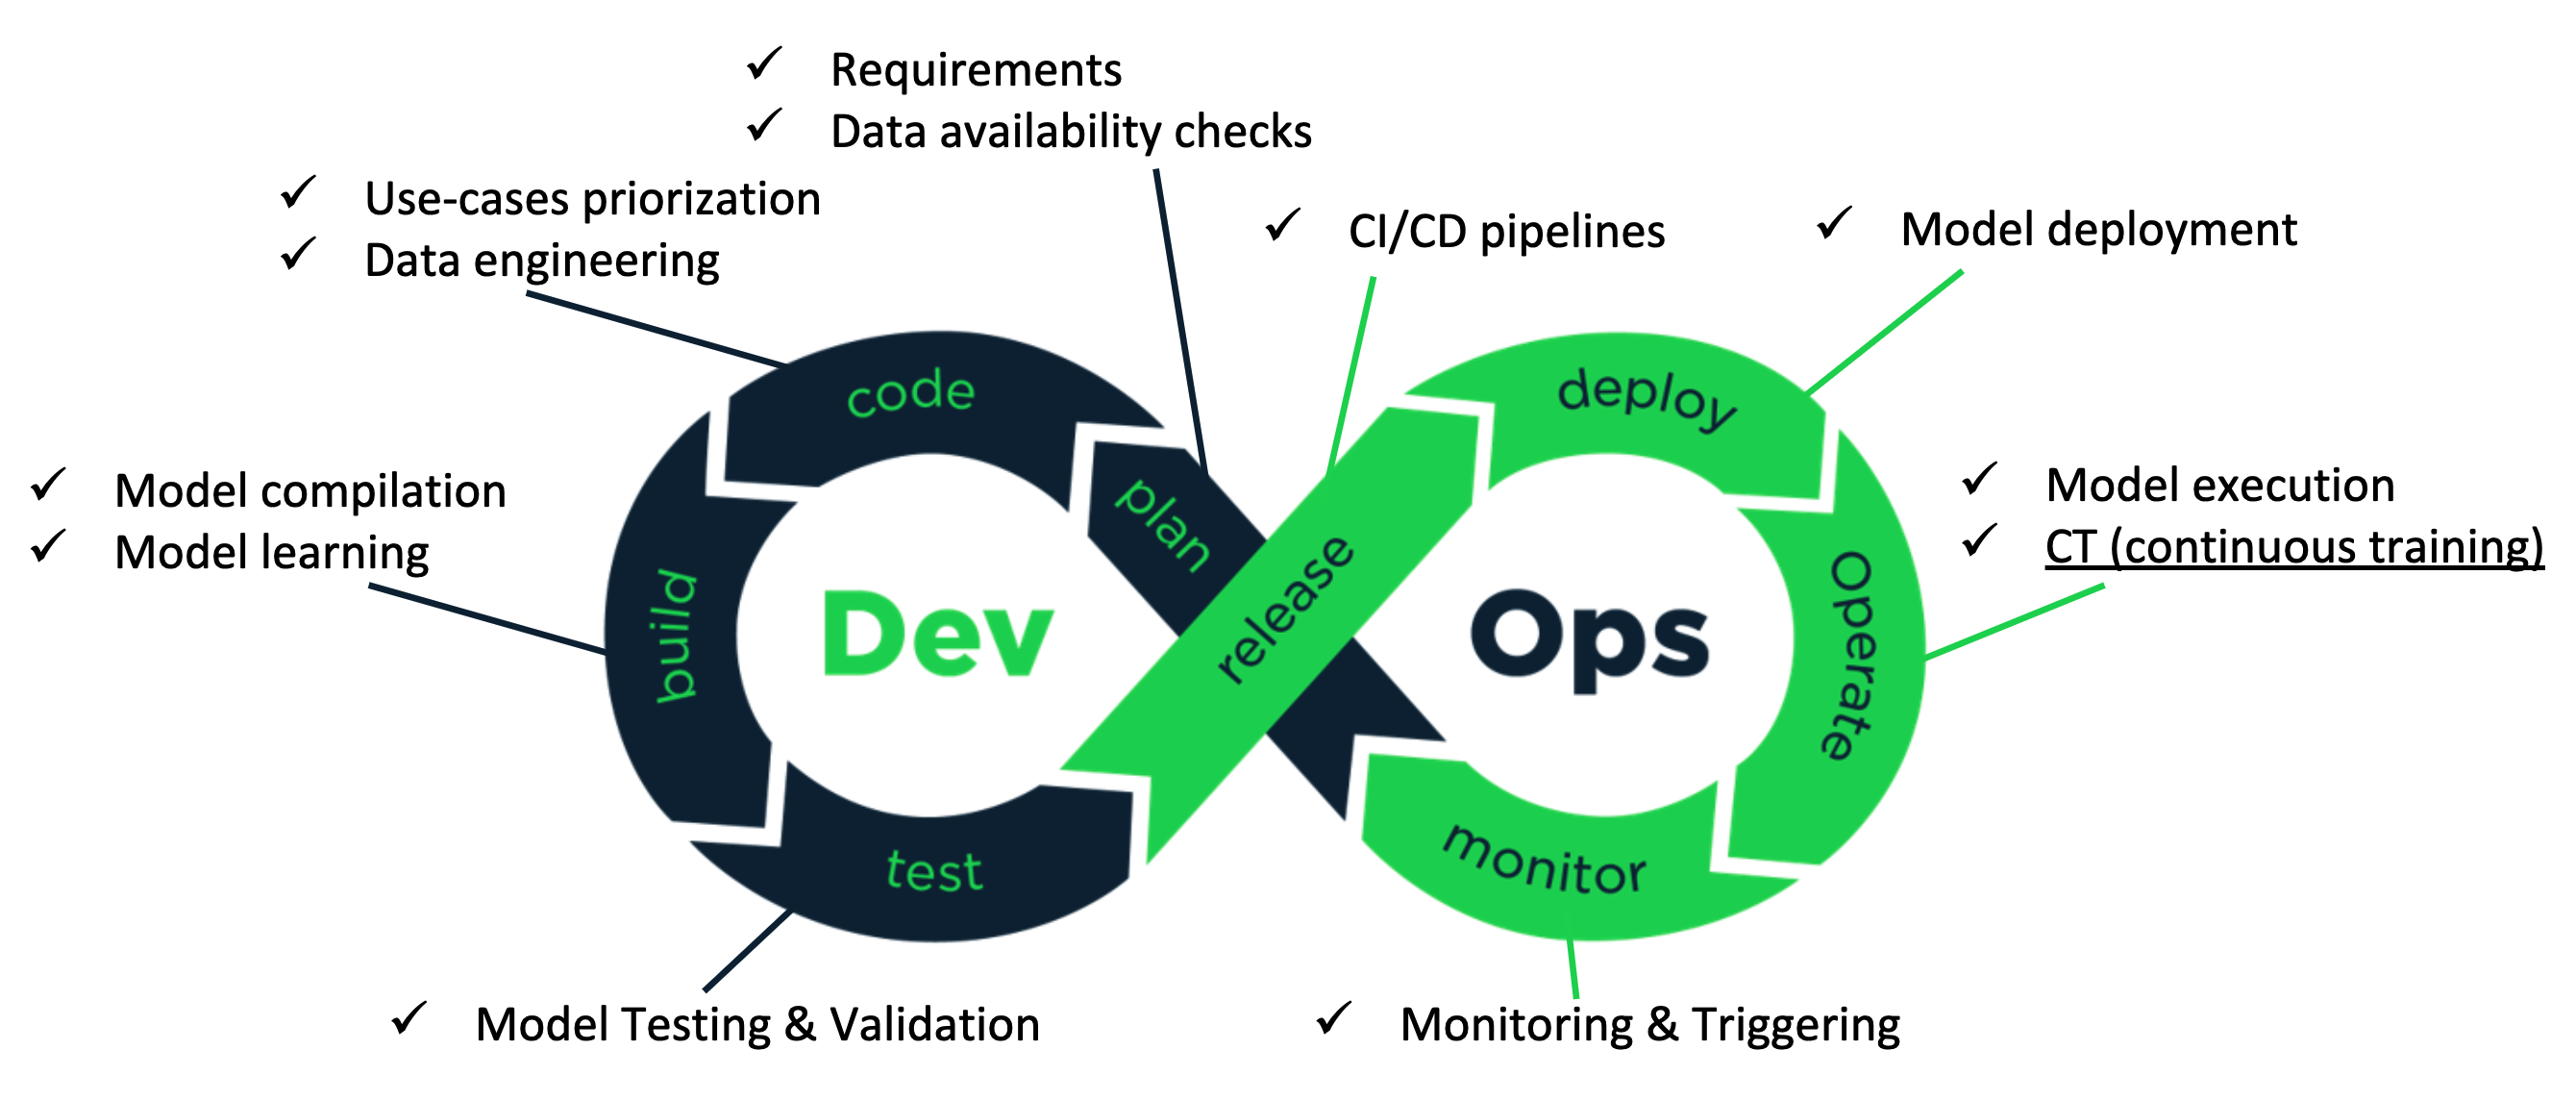 ✓ Requirements
✓ Data availability checks
✓ Use-cases priorization
✓ Data engineering
✓ CI/CD pipelines
✓ Model deployment
✓ Model compilation
✓ Model learning
✓ Model execution
✓ CT (continuous training)
code
plan
build
test
Dev
release
deploy
Operate
monitor
Ops
✓ Model Testing & Validation
✓ Monitoring & Triggering